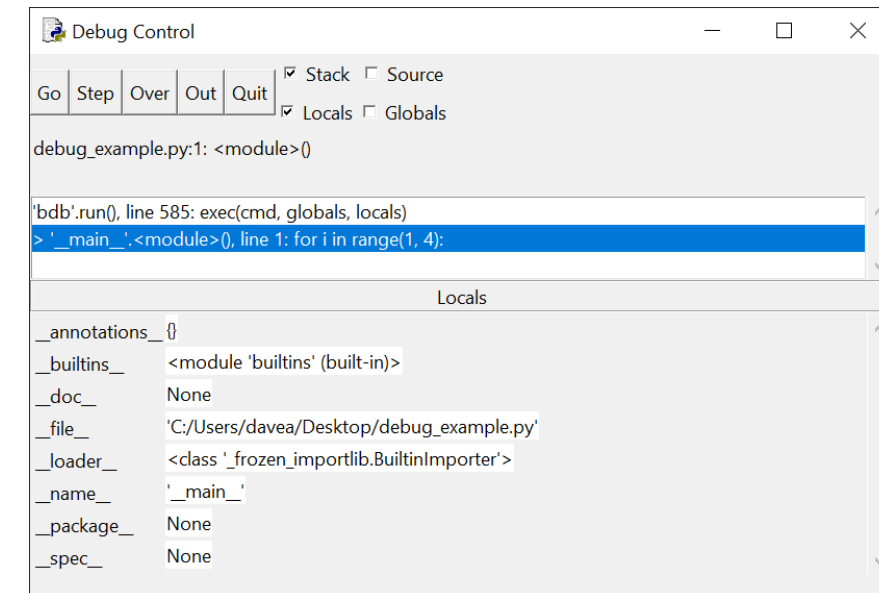 Debug Control
Go Step Over Out Quit
Stack Source
Locals Globals
debug_example.py:1: <module>()
'bdb'.run(), line 585: exec(cmd, globals, locals)
> '__main__'.<module>(), line 1: for i in range(1, 4):
Locals
__annotations__ {}
__builtins__ <module 'builtins' (built-in)>
__doc__ None
__file__ 'C:/Users/davea/Desktop/debug_example.py'
__loader__ <class '_frozen_importlib.BuiltinImporter'>
__name__ '__main__'
__package__ None
__spec__ None